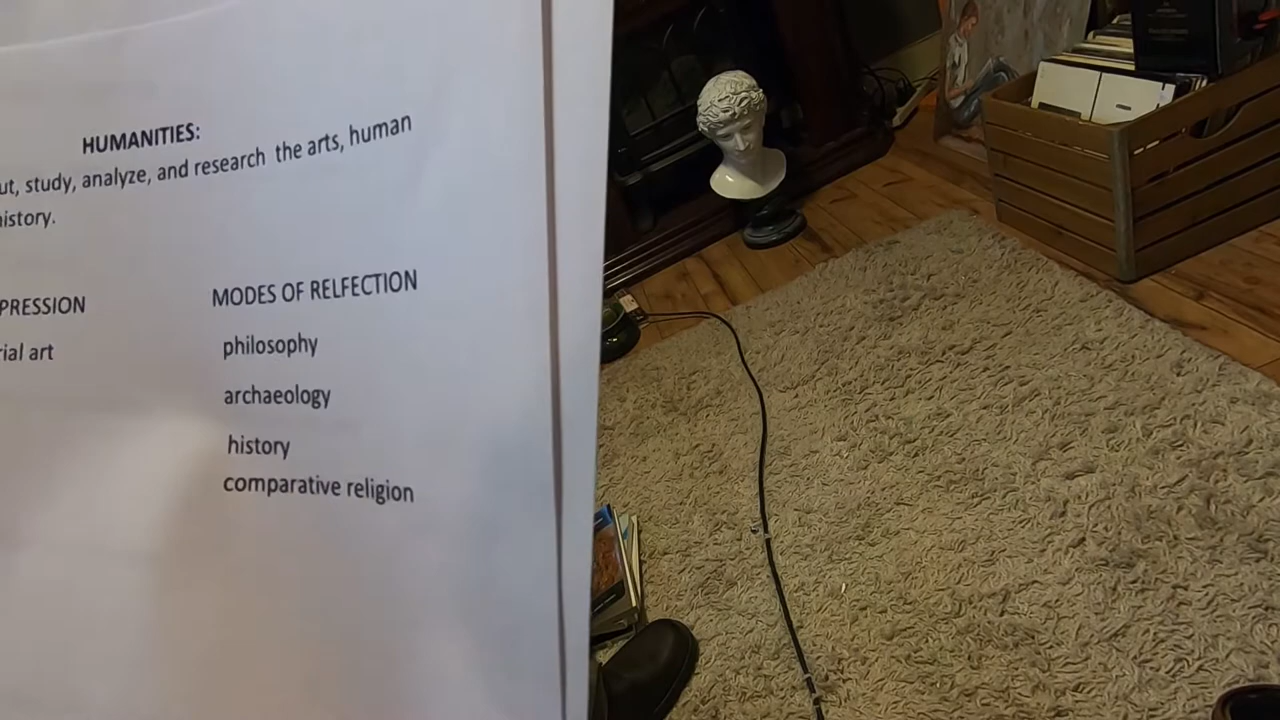 HUMANITIES:
ut, study, analyze, and research the arts, human
history.
PRESSION
MODES OF RELFECTION
rial art
philosophy
archaeology
history
comparative religion